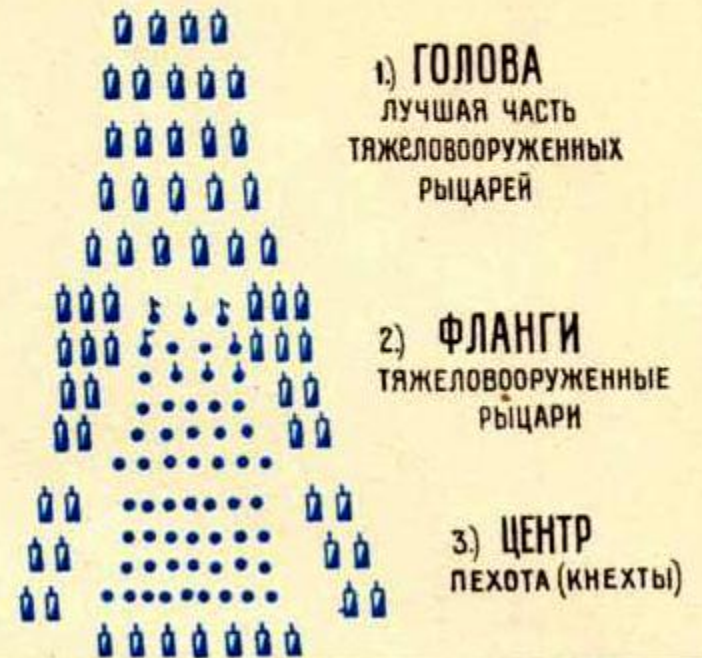 1.) ГОЛОВА
ЛУЧШАЯ ЧАСТЬ
ТЯЖЕЛОВООРУЖЕННЫХ
РЫЦАРЕЙ
2.) ФЛАНГИ
ТЯЖЕЛОВООРУЖЕННЫЕ
РЫЦАРИ
3.) ЦЕНТР
ПЕХОТА (КНЕХТЫ)